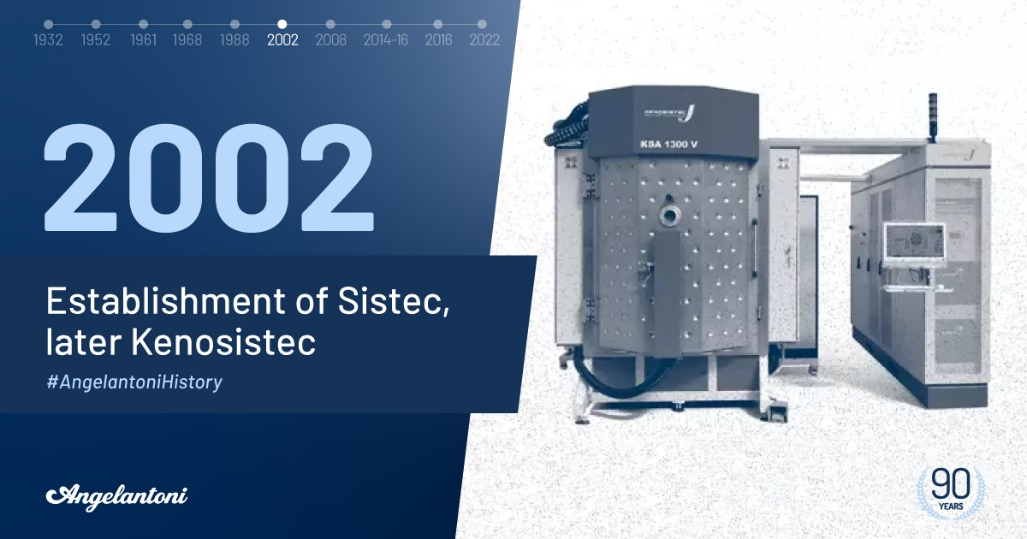 1932 1952 1961 1968 1988 2002 2008 2014-16 2016 2022
2002
Establishment of Sistec,
later Kenosistec
#AngelantoniHistory
Angelantoni
KENOSISTEC
KSA 1300 V
90
YEARS